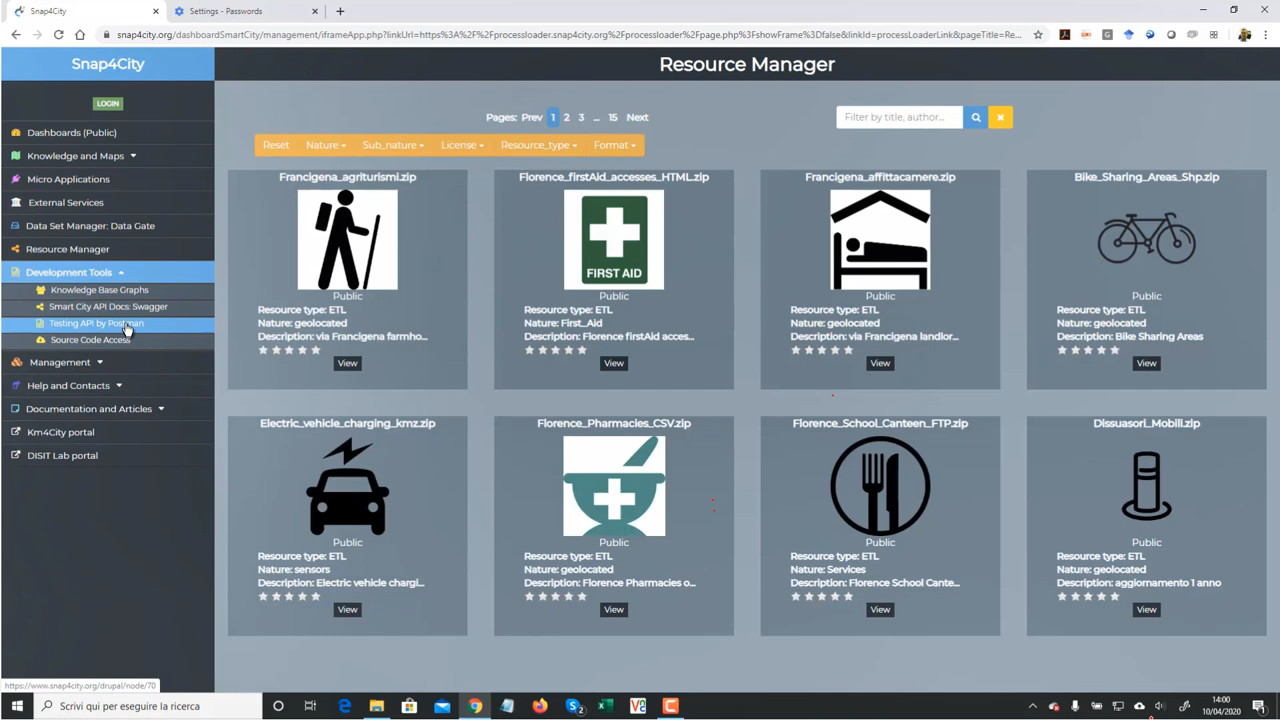 Snap4City
Settings - Passwords
snap4city.org/dashboardSmartCity/management/iframeApp.php?linkUrl=https%3A%2F%2Fprocessloader.snap4city.org%2Fprocessloader%2Fpage.php%3FshowFrame%3Dfalse&linkId=processLoaderLink&pageTitle=Re...
Snap4City
Resource Manager
LOGIN
Dashboards (Public)
Knowledge and Maps
Micro Applications
External Services
Data Set Manager: Data Gate
Resource Manager
Development Tools
Knowledge Base Graphs
Smart City API Docs: Swagger
Testing API by Postman
Source Code Access
Management
Help and Contacts
Documentation and Articles
Km4City portal
DISIT Lab portal
Pages: Prev 1 2 3 ... 15 Next
Filter by title, author...
Reset Nature Sub_nature License Resource_type Format
Francigena_agriturismi.zip
Public
Resource type: ETL
Nature: geolocated
Description: via Francigena farmho...
View
Florence_firstAid_accesses_HTML.zip
FIRST AID
Public
Resource type: ETL
Nature: First_Aid
Description: Florence firstAid acces...
View
Francigena_affittacamere.zip
Public
Resource type: ETL
Nature: geolocated
Description: via Francigena landlor...
View
Bike_Sharing_Areas_Shp.zip
Public
Resource type: ETL
Nature: geolocated
Description: Bike Sharing Areas
View
Electric_vehicle_charging_kmz.zip
Public
Resource type: ETL
Nature: sensors
Description: Electric vehicle chargi...
View
Florence_Pharmacies_CSV.zip
Public
Resource type: ETL
Nature: geolocated
Description: Florence Pharmacies o...
View
Florence_School_Canteen_FTP.zip
Public
Resource type: ETL
Nature: Services
Description: Florence School Cante...
View
Dissuasori_Mobili.zip
Public
Resource type: ETL
Nature: geolocated
Description: aggiornamento 1 anno
View
https://www.snap4city.org/drupal/node/70
Scrivi qui per eseguire la ricerca
14:00
10/04/2020